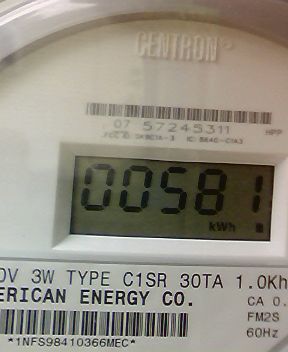 CENTRON
07 57245311
HPP
00581
kWh
0V 3W TYPE C1SR 30TA 1.0Kh
ERICAN ENERGY CO.
CA 0.
FM2S
60Hz
*1NFS98410366MEC*